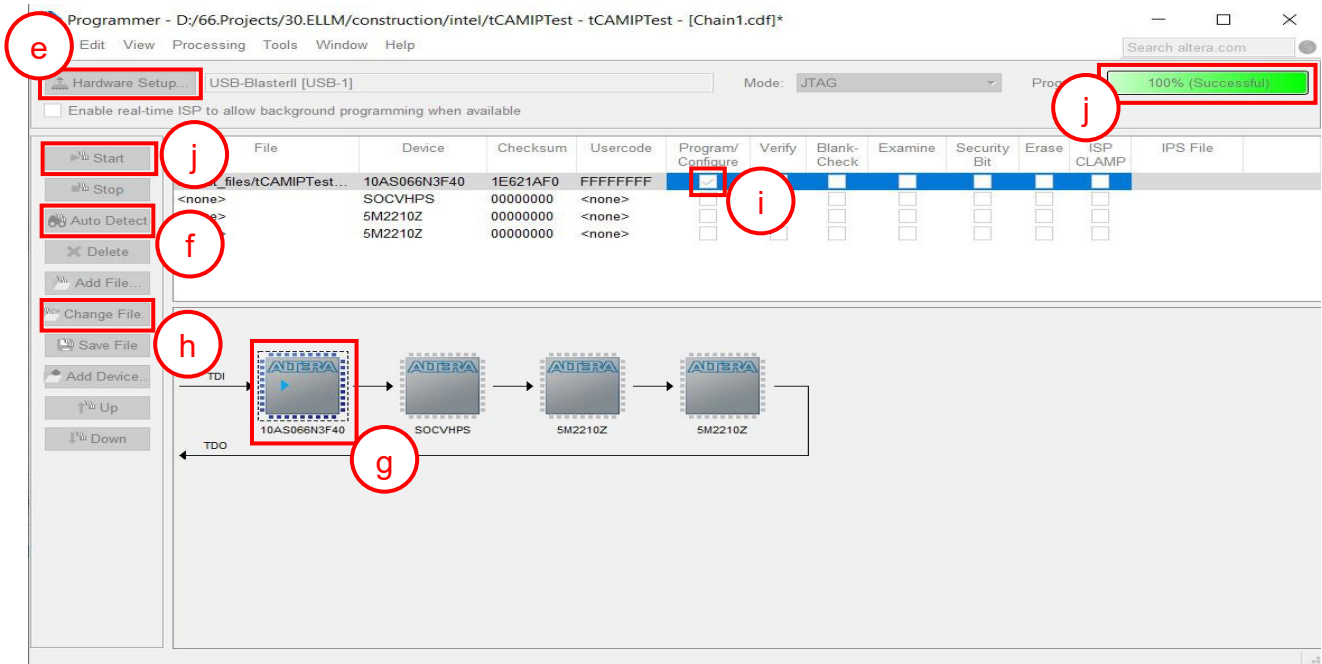 Programmer - D:/66.Projects/30.ELLM/construction/intel/tCAMIPTest - tCAMIPTest - [Chain1.cdf]*
e
Edit View Processing Tools Window Help
Search altera.com
Hardware Setup... USB-BlasterII [USB-1] Mode: JTAG 100% (Successful)
j
Enable real-time ISP to allow background programming when available
File Device Checksum Usercode Program/Configure Verify Blank-Check Examine Security Bit Erase ISP CLAMP IPS File
Start
j
_files/tCAMIPTest... 10AS066N3F40 1E621AF0 FFFFFFFF
i
<none> SOCVHPS 00000000 <none>
5M2210Z 00000000 <none>
5M2210Z 00000000 <none>
Stop
Auto Detect
f
Delete
Add File...
Change File.
h
Save File
Add Device..
Up
Down
TDI
ALTERA ALTERA ALTERA ALTERA
10AS066N3F40 SOCVHPS 5M2210Z 5M2210Z
TDO
g